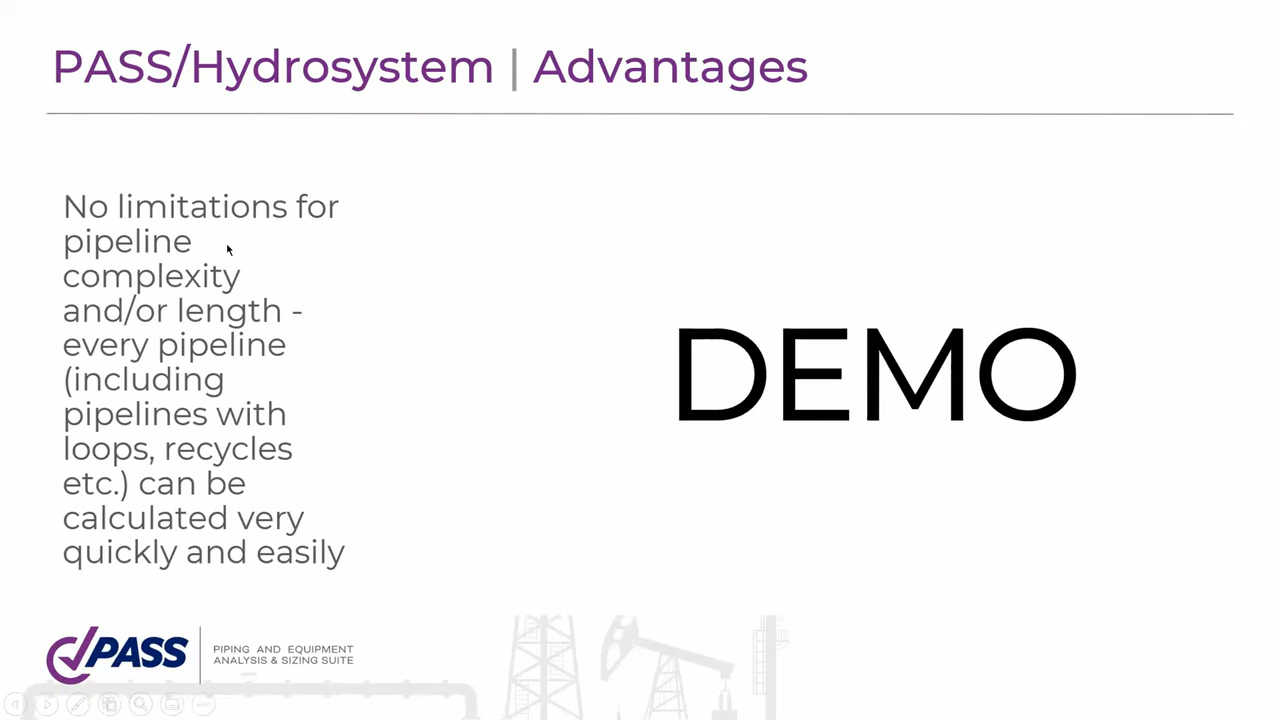 PASS/Hydrosystem | Advantages
No limitations for
pipeline
complexity
and/or length -
every pipeline
(including
pipelines with
loops, recycles
etc.) can be
calculated very
quickly and easily
DEMO
PASS
PIPING AND EQUIPMENT
ANALYSIS & SIZING SUITE